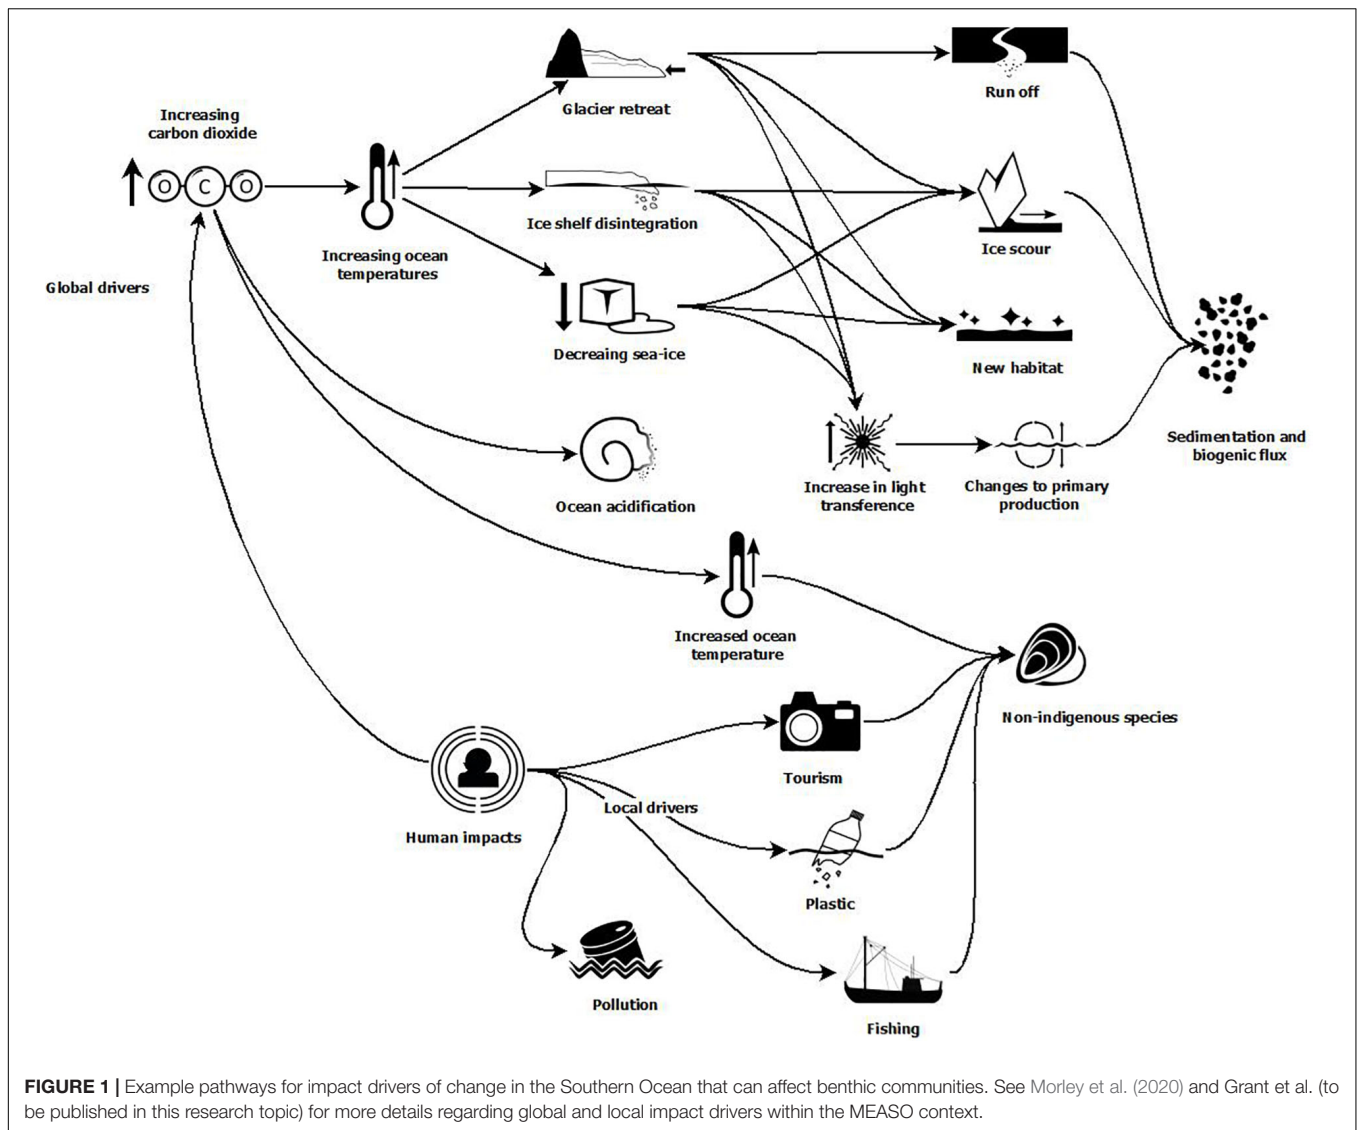 Increasing
carbon dioxide
O C O
Global drivers
Increasing ocean
temperatures
Glacier retreat
Ice shelf disintegration
Decreaing sea-ice
Run off
Ice scour
New habitat
Increase in light
transference
Changes to primary
production
Sedimentation and
biogenic flux
Ocean acidification
Increased ocean
temperature
Non-indigenous species
Human impacts
Local drivers
Tourism
Plastic
Pollution
Fishing
FIGURE 1 | Example pathways for impact drivers of change in the Southern Ocean that can affect benthic communities. See Morley et al. (2020) and Grant et al. (to
be published in this research topic) for more details regarding global and local impact drivers within the MEASO context.